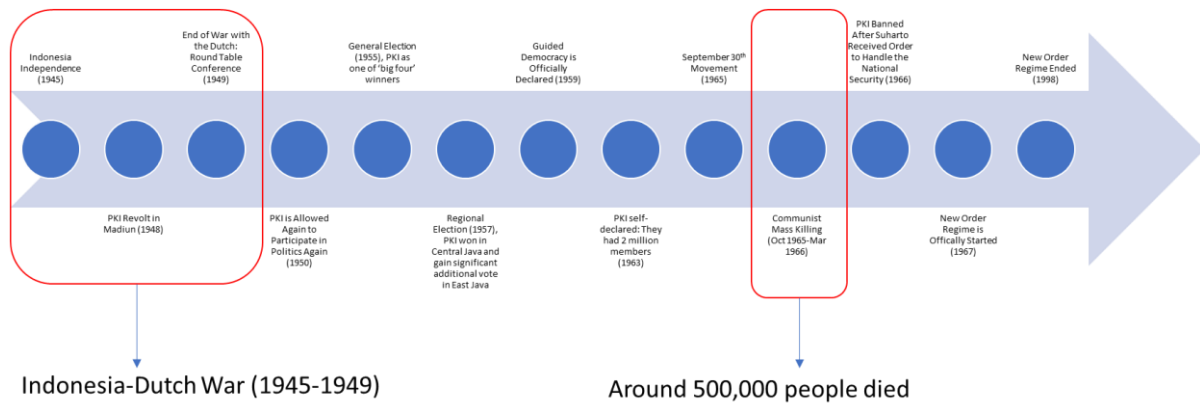 Indonesia
Independence
(1945)
End of War with
the Dutch:
Round Table
Conference
(1949)
General Election
(1955), PKI as
one of ‘big four’
winners
Guided
Democracy is
Officially
Declared (1959)
September 30th
Movement
(1965)
PKI Banned
After Suharto
Received Order
to Handle the
National
Security (1966)
New Order
Regime Ended
(1998)
PKI Revolt in
Madiun (1948)
PKI is Allowed
Again to
Participate in
Politics Again
(1950)
Regional
Election (1957),
PKI won in
Central Java and
gain significant
additional vote
in East Java
PKI self-
declared: They
had 2 million
members
(1963)
Communist
Mass Killing
(Oct 1965-Mar
1966)
New Order
Regime is
Offically Started
(1967)
Indonesia-Dutch War (1945-1949)
Around 500,000 people died